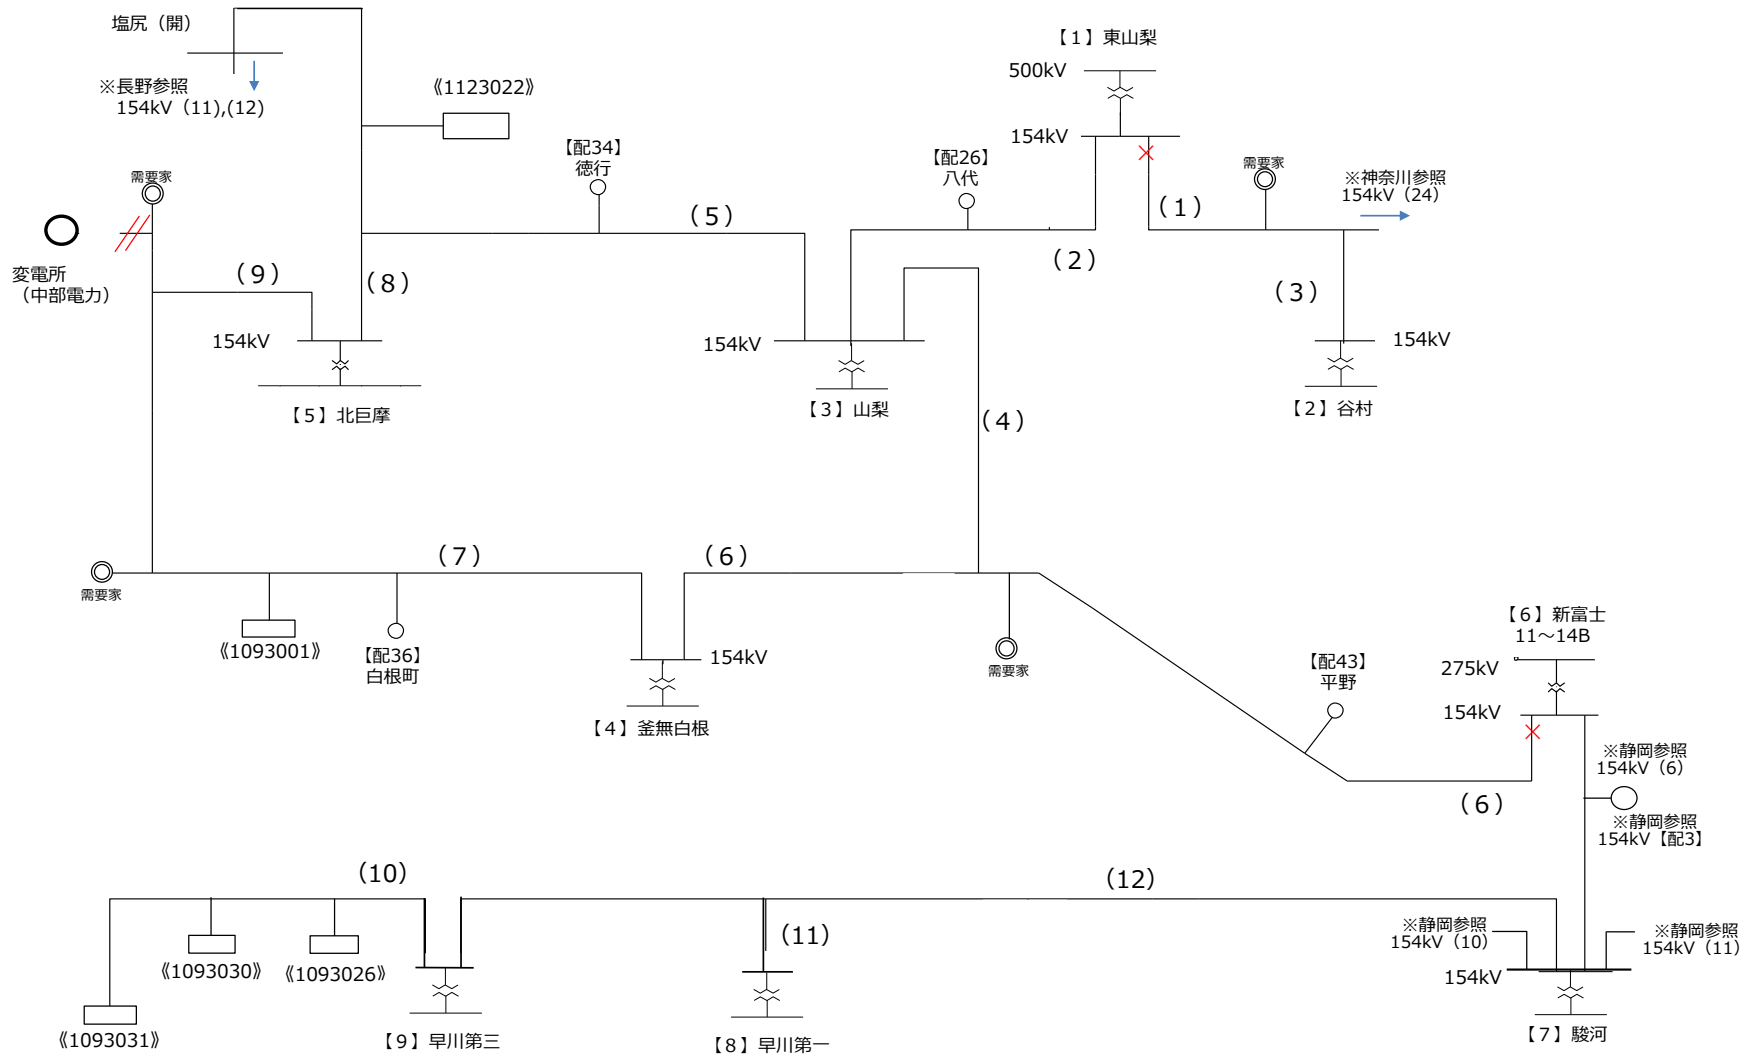 塩尻（開）
※長野参照
154kV（11）,(12)
《1123022》
【配34】
徳行
【1】東山梨
500kV
154kV
【配26】
八代
需要家
※神奈川参照
154kV（24）
需要家
変電所
（中部電力）
（9）
（8）
（5）
（2）
（1）
（3）
154kV
【5】北巨摩
154kV
【3】山梨
154kV
【2】谷村
（4）
（7）
（6）
需要家
《1093001》
【配36】
白根町
154kV
【4】釜無白根
需要家
【配43】
平野
【6】新富士
11～14B
275kV
154kV
※静岡参照
154kV（6）
※静岡参照
154kV【配3】
（6）
（10）
（12）
（11）
《1093030》
《1093026》
《1093031》
【9】早川第三
【8】早川第一
※静岡参照
154kV（10）
※静岡参照
154kV（11）
154kV
【7】駿河